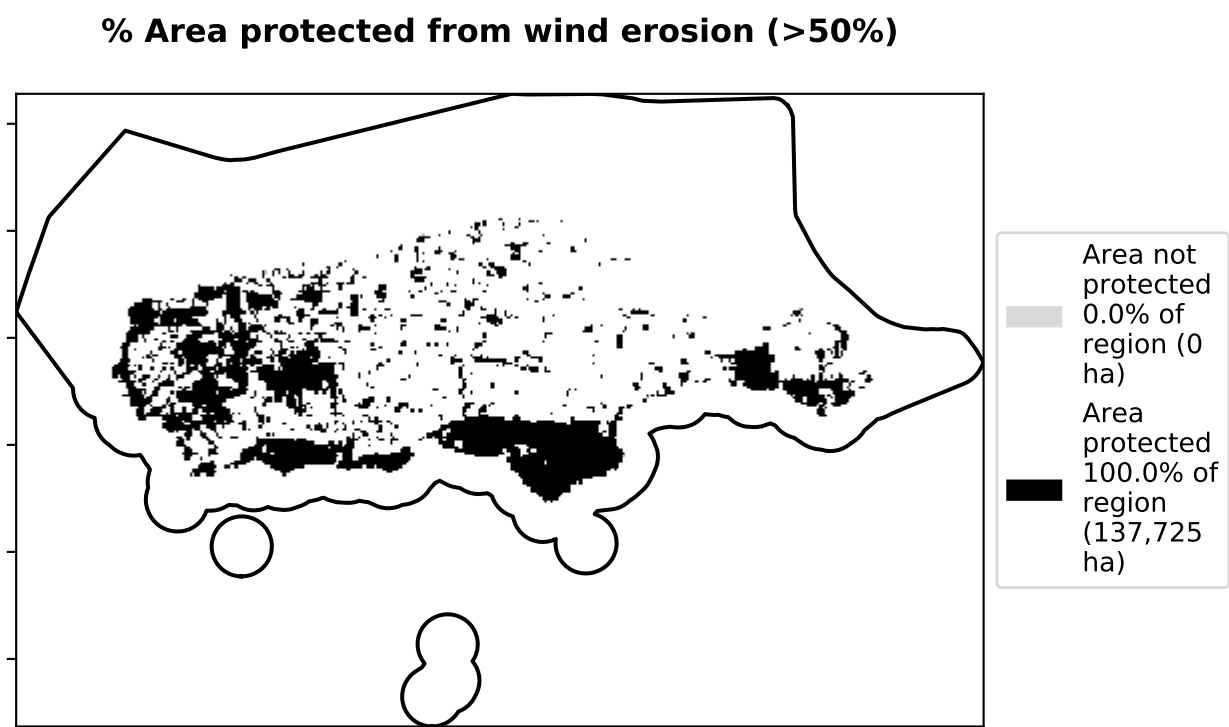 % Area protected from wind erosion (>50%)
Area not
protected
0.0% of
region (0
ha)
Area
protected
100.0% of
region
(137,725
ha)